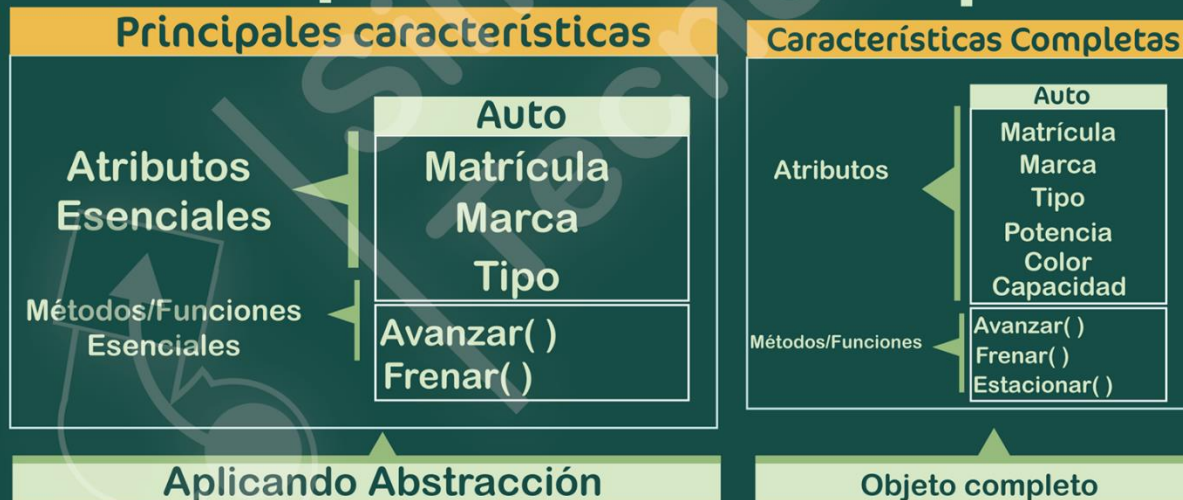 Principales características
Atributos
Esenciales
Métodos/Funciones
Esenciales
Auto
Matrícula
Marca
Tipo
Avanzar( )
Frenar( )
Aplicando Abstracción
Características Completas
Atributos
Métodos/Funciones
Auto
Matrícula
Marca
Tipo
Potencia
Color
Capacidad
Avanzar( )
Frenar( )
Estacionar( )
Objeto completo